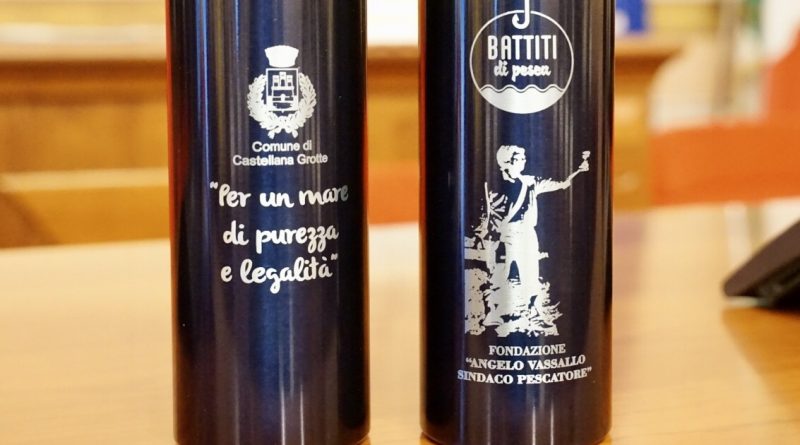 Comune di
Castellana Grotte
"Per un mare
di purezza
e legalità"
BATTITI
di pesca
FONDAZIONE
"ANGELO VASSALLO
SINDACO PESCATORE"